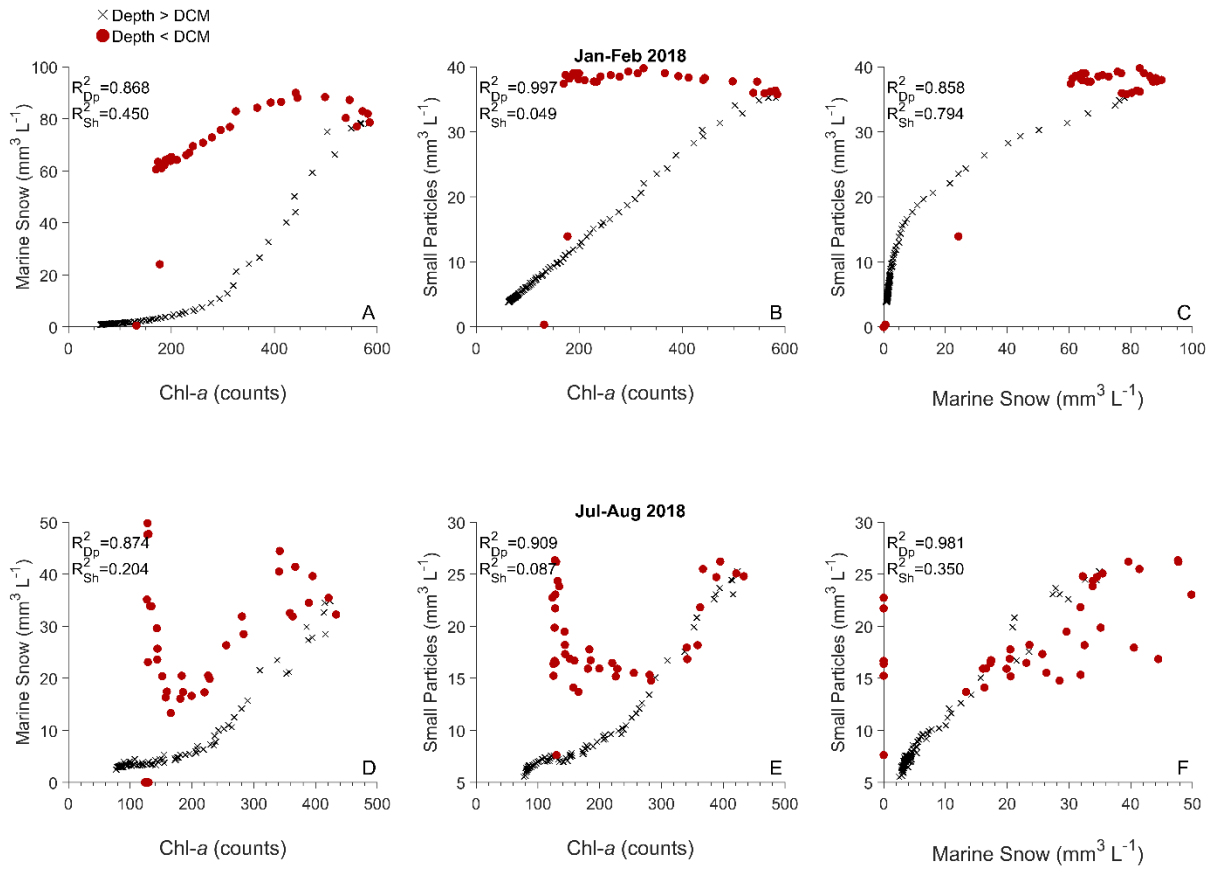 Depth > DCM
Depth < DCM
Jan-Feb 2018
100
80
60
40
20
0
Marine Snow (mm³ L⁻¹)
R²Dp=0.868
R²Sh=0.450
A
0 200 400 600
Chl-a (counts)
40
30
20
10
0
Small Particles (mm³ L⁻¹)
R²Dp=0.997
R²Sh=0.049
B
0 200 400 600
Chl-a (counts)
40
30
20
10
0
Small Particles (mm³ L⁻¹)
R²Dp=0.858
R²Sh=0.794
C
0 20 40 60 80 100
Marine Snow (mm³ L⁻¹)
Jul-Aug 2018
50
40
30
20
10
0
Marine Snow (mm³ L⁻¹)
R²Dp=0.874
R²Sh=0.204
D
0 100 200 300 400 500
Chl-a (counts)
30
25
20
15
10
5
Small Particles (mm³ L⁻¹)
R²Dp=0.909
R²Sh=0.087
E
0 100 200 300 400 500
Chl-a (counts)
30
25
20
15
10
5
Small Particles (mm³ L⁻¹)
R²Dp=0.981
R²Sh=0.350
F
0 10 20 30 40 50
Marine Snow (mm³ L⁻¹)